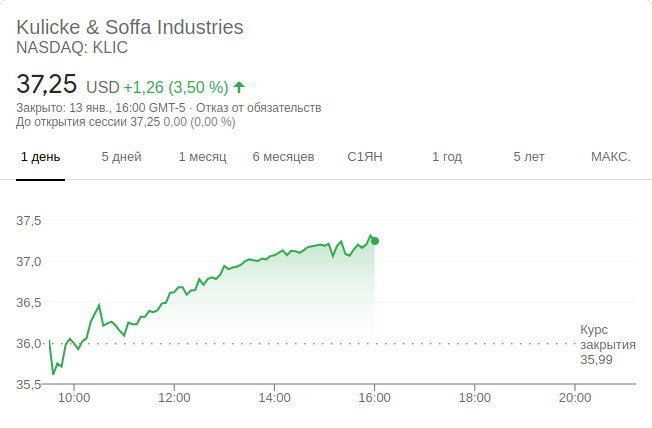 Kulicke & Soffa Industries
NASDAQ: KLIC
37,25 USD +1,26 (3,50 %)
Закрыто: 13 янв., 16:00 GMT-5 · Отказ от обязательств
До открытия сессии 37,25 0,00 (0,00 %)
1 день 5 дней 1 месяц 6 месяцев С1ЯН 1 год 5 лет МАКС.
37,5
37,0
36,5
36,0
35,5
Курс
закрытия
35,99
10:00 12:00 14:00 16:00 18:00 20:00